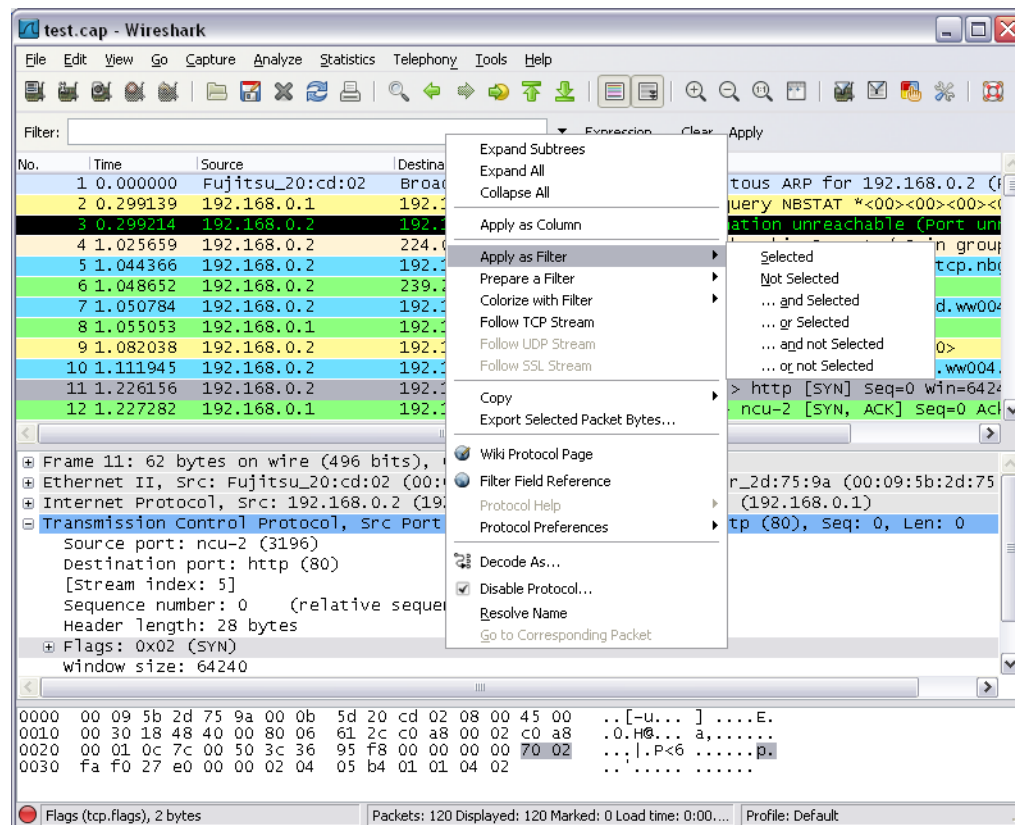 test.cap - Wireshark
File Edit View Go Capture Analyze Statistics Telephony Tools Help
Filter: Expression... Clear Apply
No. Time Source Destina
1 0.000000 Fujitsu_20:cd:02 Broad tous ARP for 192.168.0.2 (
2 0.299139 192.168.0.1 192.1 query NBSTAT *<00><00><00><
3 0.299214 192.168.0.2 192.1 ation unreachable (Port un
4 1.025659 192.168.0.2 224.0 group
5 1.044366 192.168.0.2 192.1 tcp.nb
6 1.048652 192.168.0.2 239.2
7 1.050784 192.168.0.2 192.1 d.ww004
8 1.055053 192.168.0.1 192.1
9 1.082038 192.168.0.2 192.1 0>
10 1.111945 192.168.0.2 192.1 .ww004.
11 1.226156 192.168.0.2 192.1 > http [SYN] Seq=0 Win=6424
12 1.227282 192.168.0.1 192.1 ncu-2 [SYN, ACK] Seq=0 Ack
Expand Subtrees
Expand All
Collapse All
Apply as Column
Apply as Filter
Prepare a Filter
Colorize with Filter
Follow TCP Stream
Follow UDP Stream
Follow SSL Stream
Copy
Export Selected Packet Bytes...
Wiki Protocol Page
Filter Field Reference
Protocol Help
Protocol Preferences
Decode As...
Disable Protocol...
Resolve Name
Go to Corresponding Packet
Selected
Not Selected
... and Selected
... or Selected
... and not Selected
... or not Selected
Frame 11: 62 bytes on wire (496 bits),
Ethernet II, Src: Fujitsu_20:cd:02 (00: r_2d:75:9a (00:09:5b:2d:75
Internet Protocol, Src: 192.168.0.2 (19 (192.168.0.1)
Transmission Control Protocol, Src Port tp (80), Seq: 0, Len: 0
Source port: ncu-2 (3196)
Destination port: http (80)
[Stream index: 5]
Sequence number: 0 (relative seque
Header length: 28 bytes
Flags: 0x02 (SYN)
Window size: 64240
0000 00 09 5b 2d 75 9a 00 0b 5d 20 cd 02 08 00 45 00 ..[-u... ] ....E.
0010 00 30 18 48 40 00 80 06 61 2c c0 a8 00 02 c0 a8 .0.H@... a,......
0020 00 01 0c 7c 00 50 3c 36 95 f8 00 00 00 00 70 02 ...|.P<6 ......p.
0030 fa f0 27 e0 00 00 02 04 05 b4 01 01 04 02 ..'..... ......
Flags (tcp.flags), 2 bytes Packets: 120 Displayed: 120 Marked: 0 Load time: 0:00.... Profile: Default